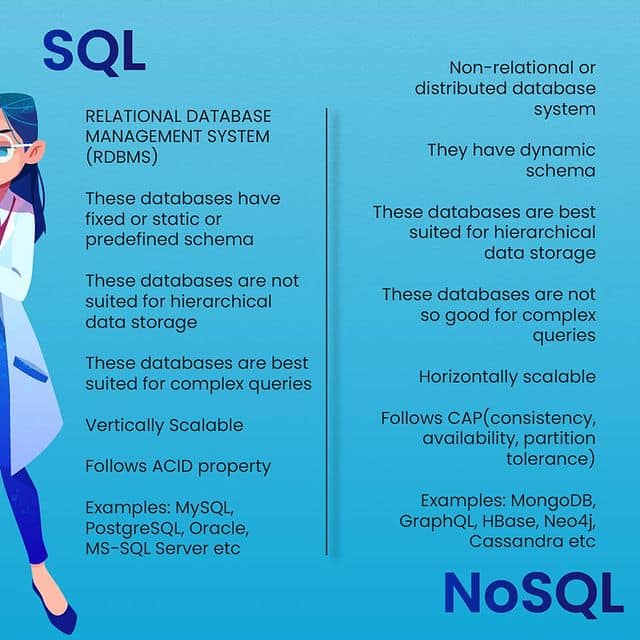 SQL
RELATIONAL DATABASE
MANAGEMENT SYSTEM
(RDBMS)
These databases have
fixed or static or
predefined schema
These databases are not
suited for hierarchical
data storage
These databases are best
suited for complex queries
Vertically Scalable
Follows ACID property
Examples: MySQL,
PostgreSQL, Oracle,
MS-SQL Server etc
Non-relational or
distributed database
system
They have dynamic
schema
These databases are best
suited for hierarchical
data storage
These databases are not
so good for complex
queries
Horizontally scalable
Follows CAP(consistency,
availability, partition
tolerance)
Examples: MongoDB,
GraphQL, HBase, Neo4j,
Cassandra etc
NoSQL